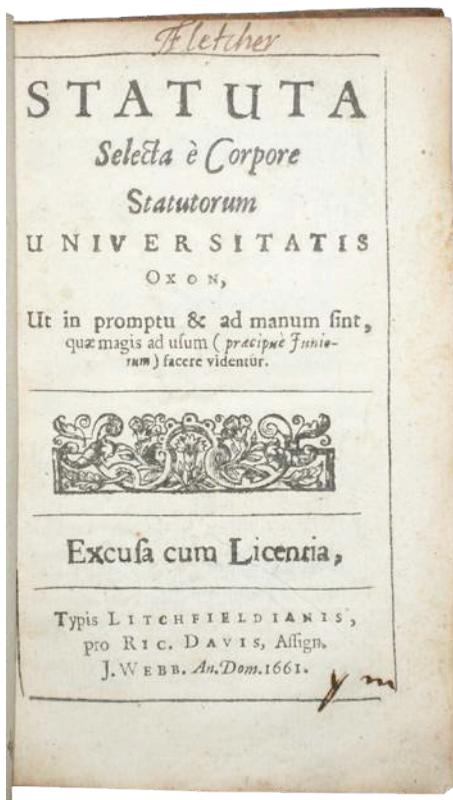 Fletcher
STATUTA
Selecta è Corpore
Statutorum
UNIVERSITATIS
OXON,
Ut in promptu & ad manum ſint,
quæ magis ad uſum (præcipuè Junio-
rum) facere videntur.
Excuſa cum Licentia,
Typis LITCHFIELDIANIS,
pro RIC. DAVIS, Aſſign.
J. WEBB. An. Dom. 1661.